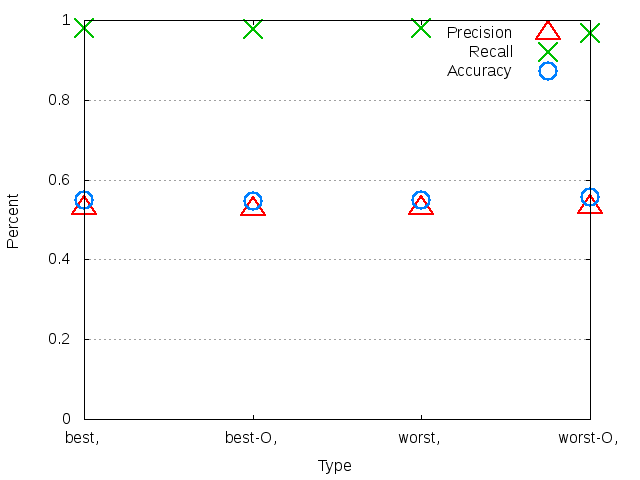 1
Precision
Recall
Accuracy
0.8
0.6
Percent
0.4
0.2
0
best, best-O, worst, worst-O,
Type